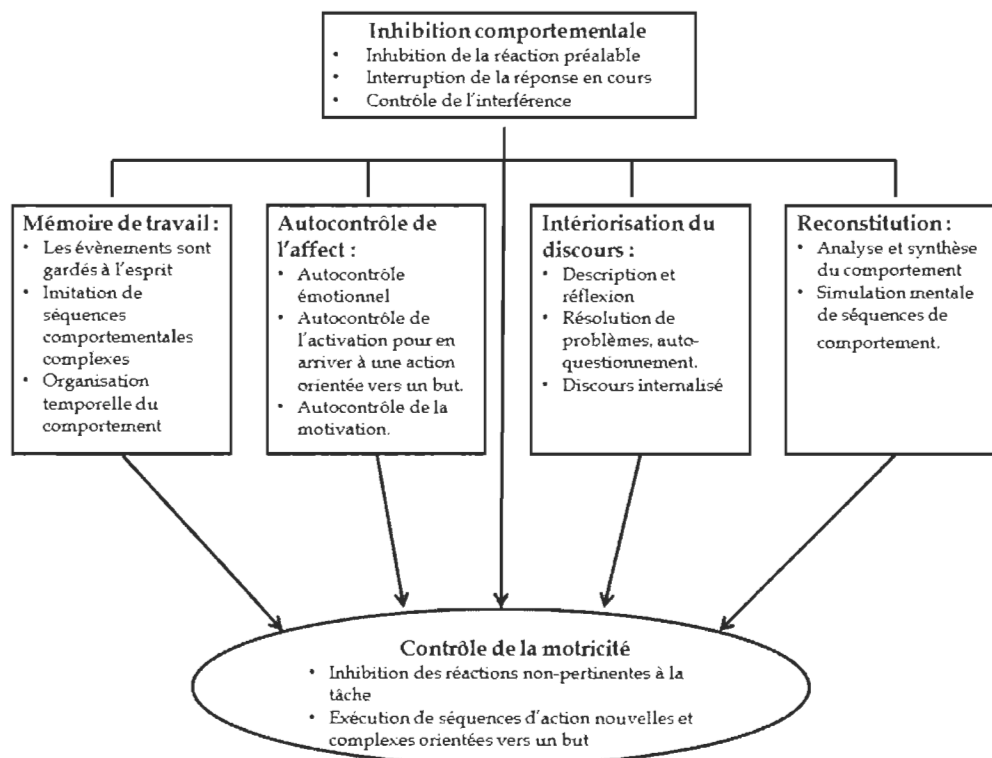 Inhibition comportementale
• Inhibition de la réaction préalable
• Interruption de la réponse en cours
• Contrôle de l'interférence
Mémoire de travail :
• Les évènements sont
gardés à l'esprit
• Imitation de
séquences
comportementales
complexes
• Organisation
temporelle du
comportement
Autocontrôle de
l'affect :
• Autocontrôle
émotionnel
• Autocontrôle de
l'activation pour en
arriver à une action
orientée vers un but.
• Autocontrôle de la
motivation.
Intériorisation du
discours :
• Description et
réflexion
• Résolution de
problèmes, auto-
questionnement.
• Discours internalisé
Reconstitution :
• Analyse et synthèse
du comportement
• Simulation mentale
de séquences de
comportement.
Contrôle de la motricité
• Inhibition des réactions non-pertinentes à la
tâche
• Exécution de séquences d'action nouvelles et
complexes orientées vers un but